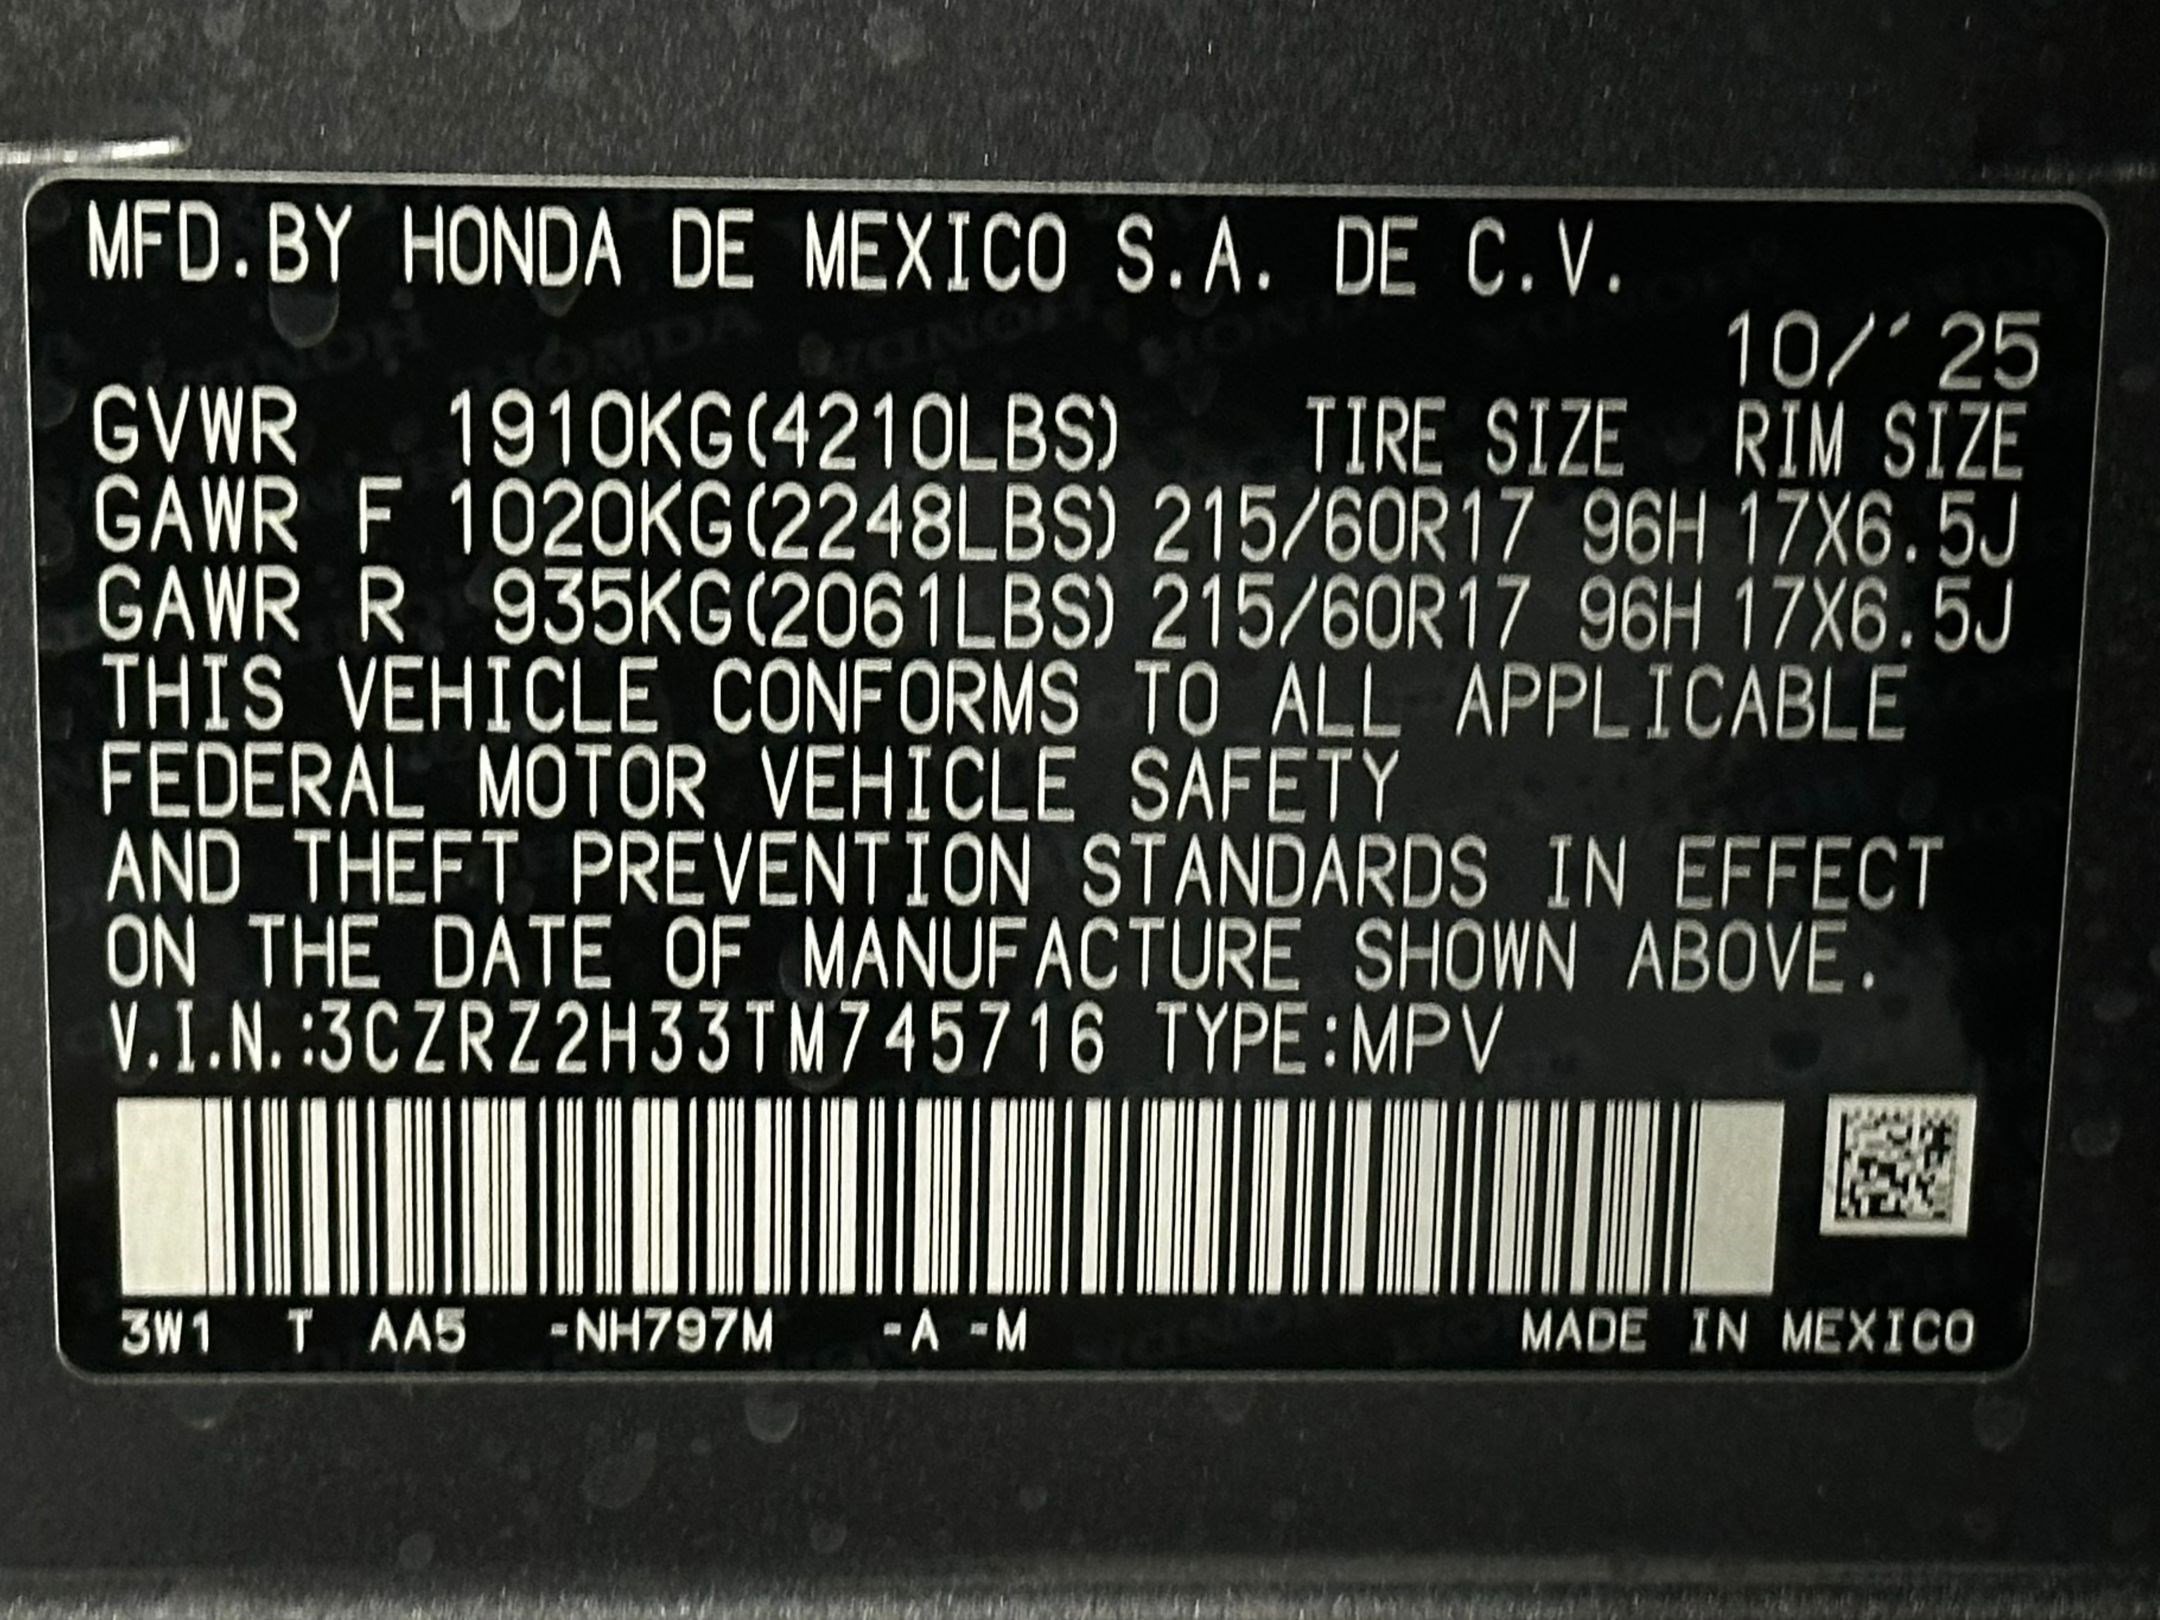 MFD.BY HONDA DE MEXICO S.A. DE C.V.
10/'25
GVWR 1910KG(4210LBS) TIRE SIZE RIM SIZE
GAWR F 1020KG(2248LBS) 215/60R17 96H 17X6.5J
GAWR R 935KG(2061LBS) 215/60R17 96H 17X6.5J
THIS VEHICLE CONFORMS TO ALL APPLICABLE
FEDERAL MOTOR VEHICLE SAFETY
AND THEFT PREVENTION STANDARDS IN EFFECT
ON THE DATE OF MANUFACTURE SHOWN ABOVE.
V.I.N.:3CZRZ2H33TM745716 TYPE:MPV
3W1 T AA5 -NH797M -A -M MADE IN MEXICO